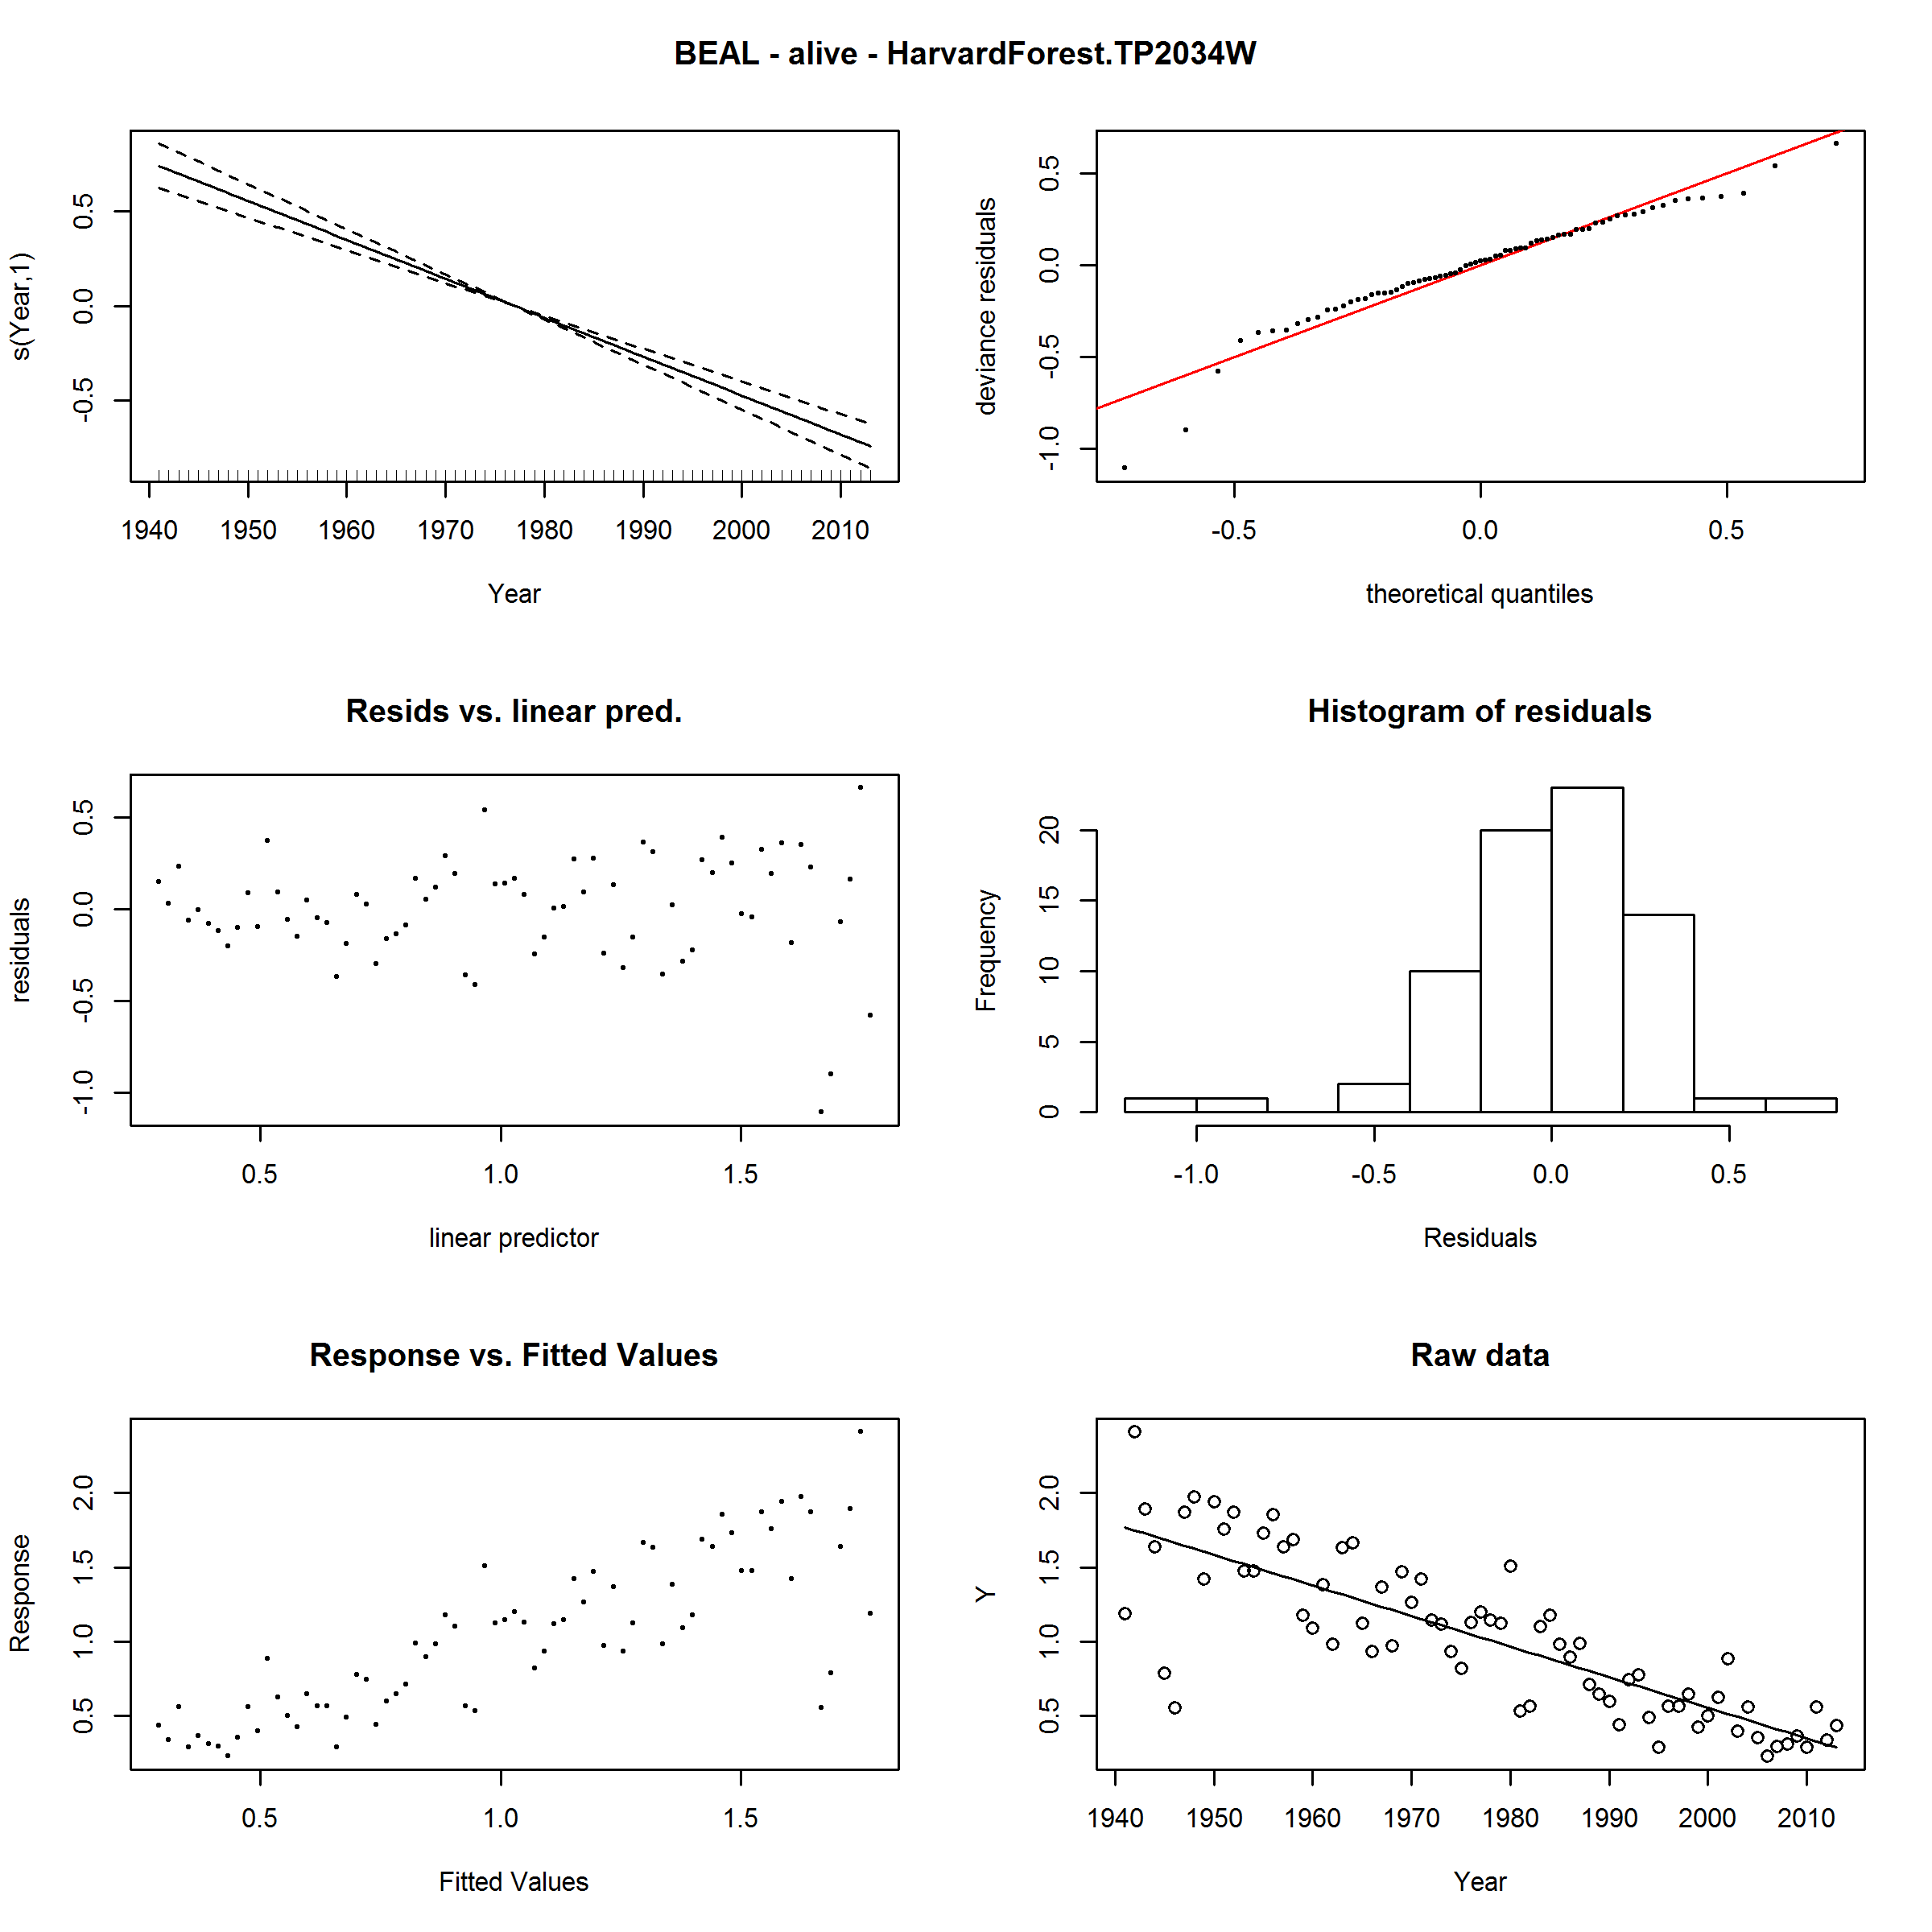 BEAL - alive - HarvardForest.TP2034W
s(Year,1)
0.5
0.0
-0.5
1940 1950 1960 1970 1980 1990 2000 2010
Year
deviance residuals
0.5
0.0
-0.5
-1.0
-0.5 0.0 0.5
theoretical quantiles
Resids vs. linear pred.
residuals
0.5
0.0
-0.5
-1.0
0.5 1.0 1.5
linear predictor
Histogram of residuals
Frequency
20
15
10
5
0
-1.0 -0.5 0.0 0.5
Residuals
Response vs. Fitted Values
Response
2.0
1.5
1.0
0.5
0.5 1.0 1.5
Fitted Values
Raw data
Y
2.0
1.5
1.0
0.5
1940 1950 1960 1970 1980 1990 2000 2010
Year